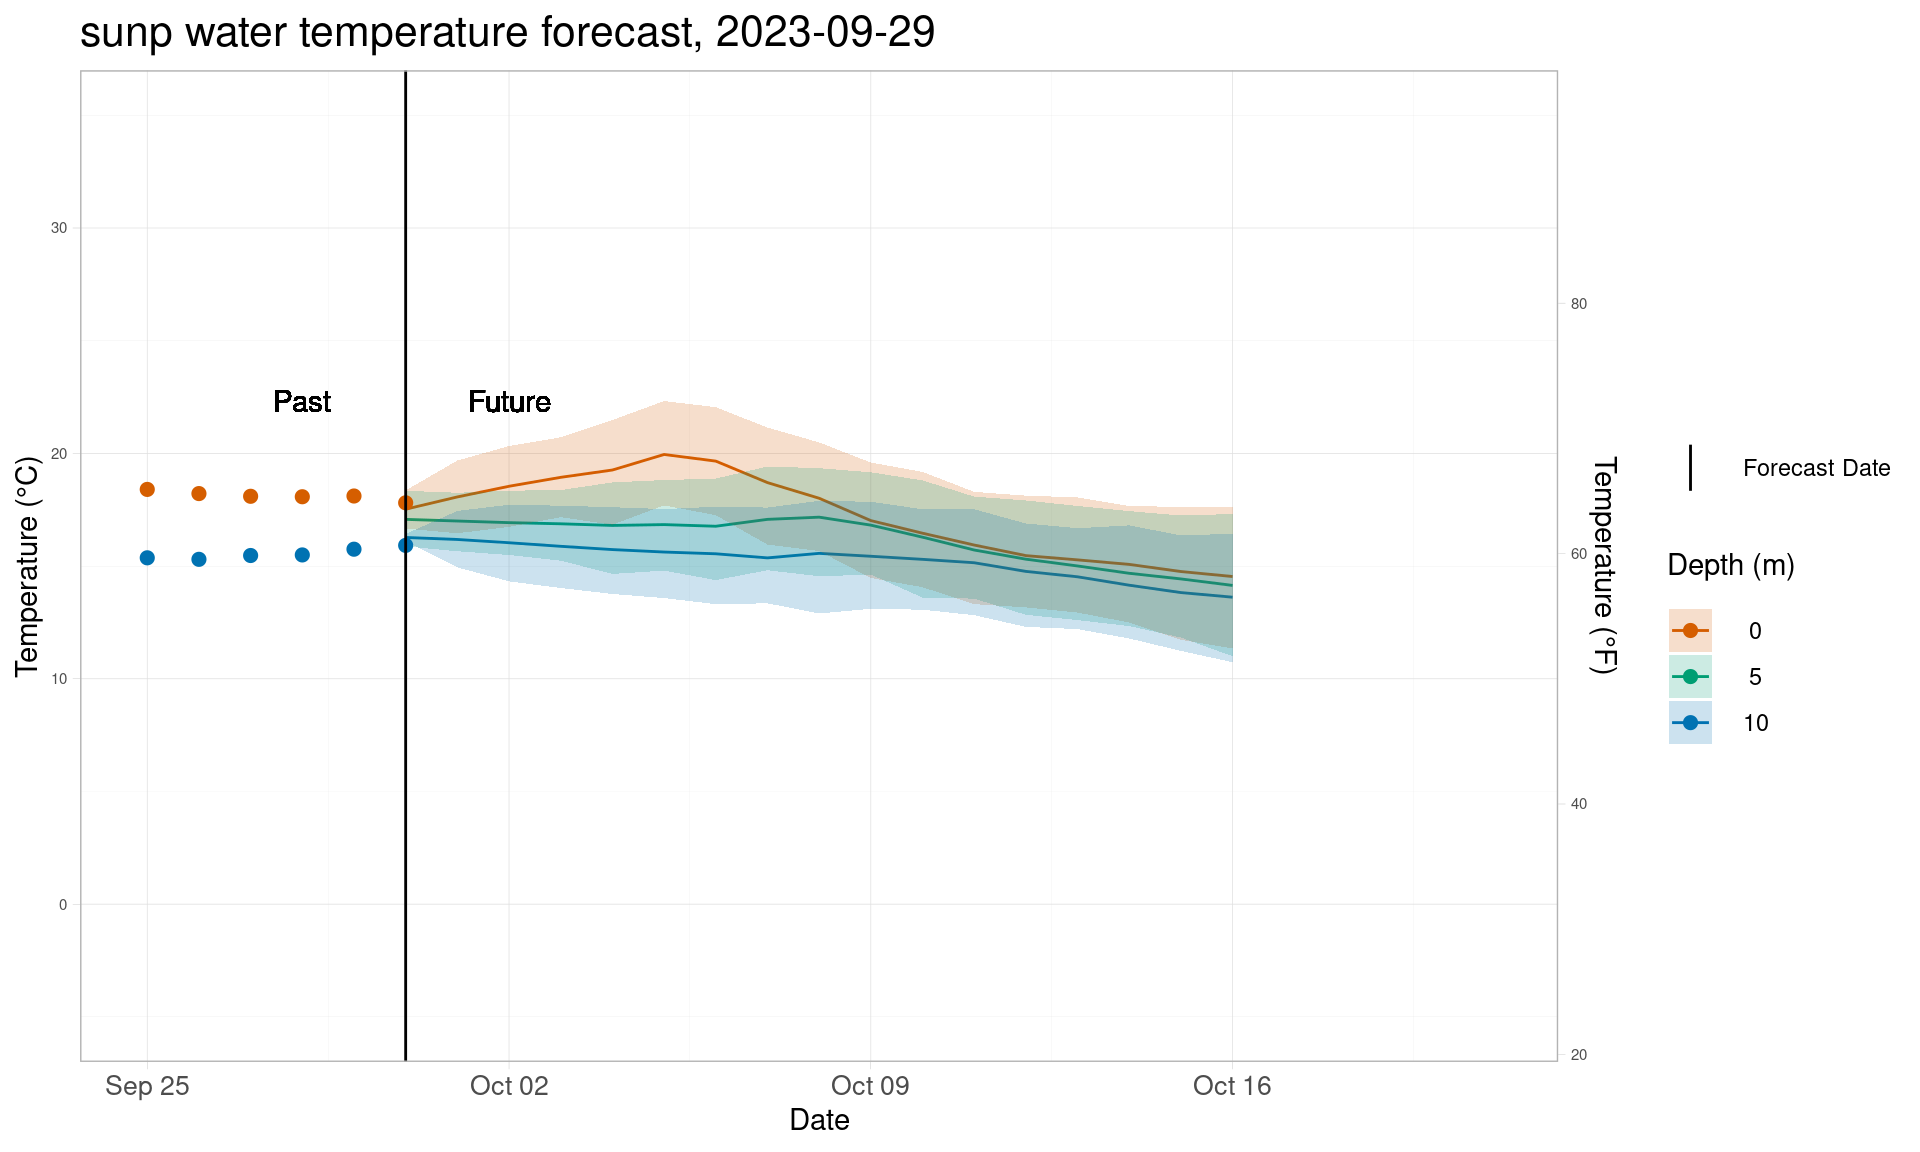 sunp water temperature forecast, 2023-09-29
Past
Future
Temperature (°C)
30
20
10
0
Temperature (°F)
80
60
40
20
Sep 25
Oct 02
Oct 09
Oct 16
Date
Forecast Date
Depth (m)
0
5
10